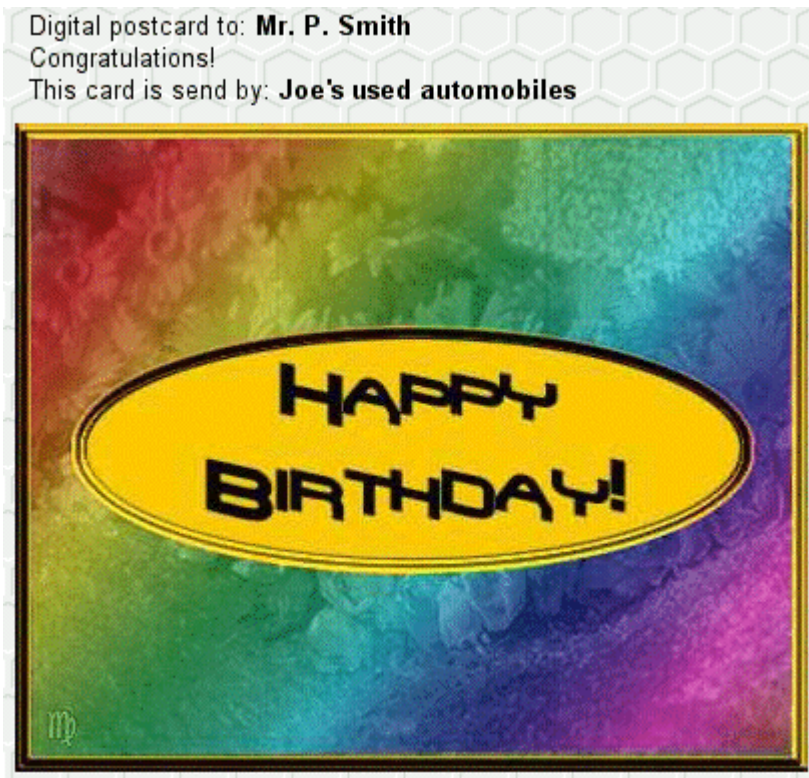 Digital postcard to: Mr. P. Smith
Congratulations!
This card is send by: Joe's used automobiles
HAPPY
BIRTHDAY!